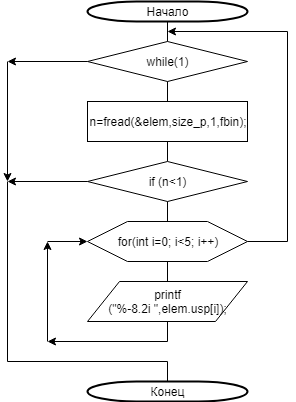 Начало
while(1)
n=fread(&elem,size_p,1,fbin);
if (n<1)
for(int i=0; i<5; i++)
printf
("%-8.2i ",elem.usp[i]);
Конец